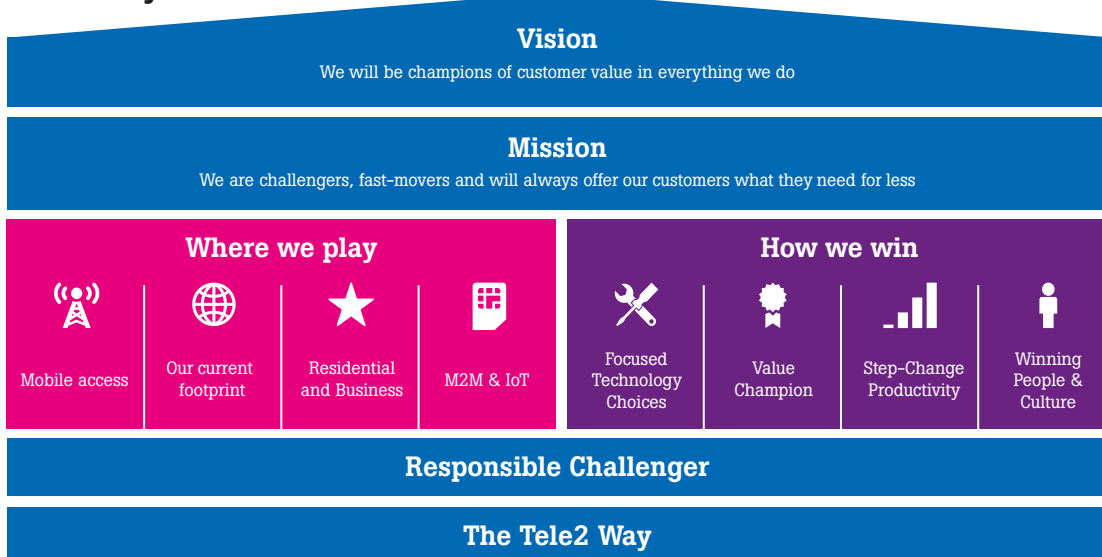 Vision
We will be champions of customer value in everything we do
Mission
We are challengers, fast-movers and will always offer our customers what they need for less
Where we play
Mobile access
Our current
footprint
Residential
and Business
M2M & IoT
How we win
Focused
Technology
Choices
Value
Champion
Step-Change
Productivity
Winning
People &
Culture
Responsible Challenger
The Tele2 Way